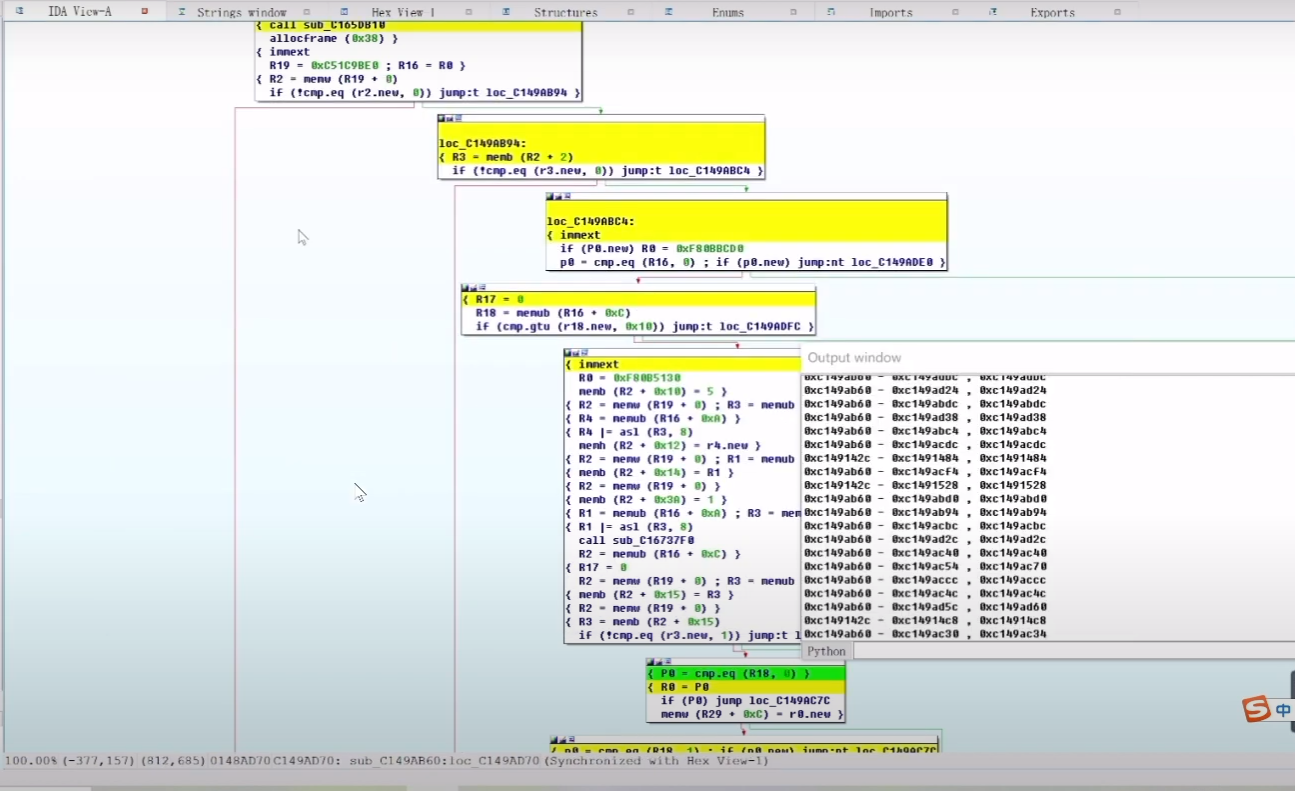 IDA View-A Strings window Hex View-1 Structures Enums Imports Exports
{ call sub_C165DB10
allocframe (0x38) }
{ immext
R19 = 0xC51C9BE0 ; R16 = R0 }
{ R2 = memw (R19 + 0)
if (!cmp.eq (r2.new, 0)) jump:t loc_C149AB94 }
loc_C149AB94:
{ R3 = memb (R2 + 2)
if (!cmp.eq (r3.new, 0)) jump:t loc_C149ABC4 }
loc_C149ABC4:
{ immext
if (P0.new) R0 = 0xF80BBCD0
p0 = cmp.eq (R16, 0) ; if (p0.new) jump:nt loc_C149ADE0 }
{ R17 = 0
R18 = memub (R16 + 0xC)
if (cmp.gtu (r18.new, 0x10)) jump:t loc_C149ADFC }
{ immext
R0 = 0xF80B5130
memb (R2 + 0x10) = 5 }
{ R2 = memw (R19 + 0) ; R3 = memub
{ R4 = memub (R16 + 0xA) }
{ R4 |= asl (R3, 8)
memh (R2 + 0x12) = r4.new }
{ R2 = memw (R19 + 0) ; R1 = memub
{ memb (R2 + 0x14) = R1 }
{ R2 = memw (R19 + 0) }
{ memb (R2 + 0x3A) = 1 }
{ R1 = memub (R16 + 0xA) ; R3 = mem
{ R1 |= asl (R3, 8)
call sub_C16737F0
R2 = memub (R16 + 0xC) }
{ R17 = 0
R2 = memw (R19 + 0) ; R3 = memub
{ memb (R2 + 0x15) = R3 }
{ R2 = memw (R19 + 0) }
{ R3 = memb (R2 + 0x15)
if (!cmp.eq (r3.new, 1)) jump:t l
{ P0 = cmp.eq (R18, 0) }
{ R0 = P0
if (P0) jump loc_C149AC7C
memw (R29 + 0xC) = r0.new }
{ p0 = cmp.eq (R18, 1) ; if (p0.new) jump:nt loc_C149AC7C
Output window
0xc149ab60 - 0xc149adbc , 0xc149adbc
0xc149ab60 - 0xc149ad24 , 0xc149ad24
0xc149ab60 - 0xc149abdc , 0xc149abdc
0xc149ab60 - 0xc149ad38 , 0xc149ad38
0xc149ab60 - 0xc149abc4 , 0xc149abc4
0xc149ab60 - 0xc149acdc , 0xc149acdc
0xc149142c - 0xc1491484 , 0xc1491484
0xc149ab60 - 0xc149acf4 , 0xc149acf4
0xc149142c - 0xc1491528 , 0xc1491528
0xc149ab60 - 0xc149abd0 , 0xc149abd0
0xc149ab60 - 0xc149ab94 , 0xc149ab94
0xc149ab60 - 0xc149acbc , 0xc149acbc
0xc149ab60 - 0xc149ad2c , 0xc149ad2c
0xc149ab60 - 0xc149ac40 , 0xc149ac40
0xc149ab60 - 0xc149ac54 , 0xc149ac70
0xc149ab60 - 0xc149accc , 0xc149accc
0xc149ab60 - 0xc149ac4c , 0xc149ac4c
0xc149ab60 - 0xc149ad5c , 0xc149ad60
0xc149142c - 0xc14914c8 , 0xc14914c8
0xc149ab60 - 0xc149ac30 , 0xc149ac34
Python
S 中
100.00% (-377,157) (812,685) 0148AD70 C149AD70: sub_C149AB60:loc_C149AD70 (Synchronized with Hex View-1)